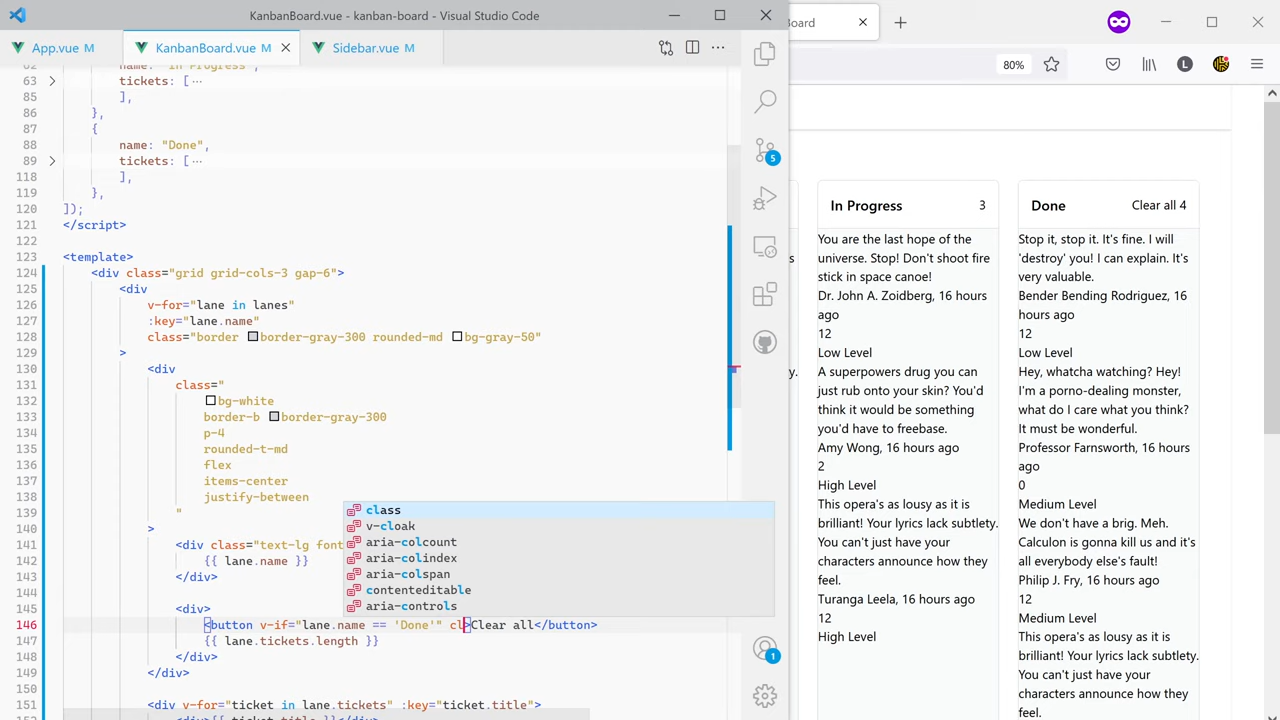 KanbanBoard.vue - kanban-board - Visual Studio Code
oard
App.vue M
KanbanBoard.vue M
Sidebar.vue M
80%
L
62 name: "In Progress",
63 tickets: [ ···
85 ],
86 },
87 {
88 name: "Done",
89 tickets: [ ···
118 ],
119 },
120 ]);
121 </script>
122
123 <template>
124 <div class="grid grid-cols-3 gap-6">
125 <div
126 v-for="lane in lanes"
127 :key="lane.name"
128 class="border border-gray-300 rounded-md bg-gray-50"
129 >
130 <div
131 class="
132 bg-white
133 border-b border-gray-300
134 p-4
135 rounded-t-md
136 flex
137 items-center
138 justify-between
139 "
140 >
141 <div class="text-lg font
142 {{ lane.name }}
143 </div>
144
145 <div>
146 <button v-if="lane.name == 'Done'" cl>Clear all</button>
147 {{ lane.tickets.length }}
148 </div>
149 </div>
150
151 <div v-for="ticket in lane.tickets" :key="ticket.title">
152 <div>{{ ticket.title }}</div>
class
v-cloak
aria-colcount
aria-colindex
aria-colspan
contenteditable
aria-controls
5
1
s
y.
In Progress 3
You are the last hope of the
universe. Stop! Don't shoot fire
stick in space canoe!
Dr. John A. Zoidberg, 16 hours
ago
12
Low Level
A superpowers drug you can
just rub onto your skin? You'd
think it would be something
you'd have to freebase.
Amy Wong, 16 hours ago
2
High Level
This opera's as lousy as it is
brilliant! Your lyrics lack subtlety.
You can't just have your
characters announce how they
feel.
Turanga Leela, 16 hours ago
12
High Level
Done Clear all 4
Stop it, stop it. It's fine. I will
'destroy' you! I can explain. It's
very valuable.
Bender Bending Rodriguez, 16
hours ago
12
Low Level
Hey, whatcha watching? Hey!
I'm a porno-dealing monster,
what do I care what you think?
It must be wonderful.
Professor Farnsworth, 16 hours
ago
0
Medium Level
We don't have a brig. Meh.
Calculon is gonna kill us and it's
all everybody else's fault!
Philip J. Fry, 16 hours ago
12
Medium Level
This opera's as lousy as it is
brilliant! Your lyrics lack subtlety.
You can't just have your
characters announce how they
feel.